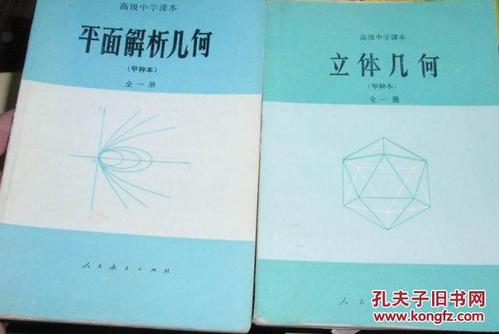 高级中学课本
平面解析几何
(甲种本)
全一册
人民教育出版社
高级中学课本
立体几何
(甲种本)
全一册
人民
孔夫子旧书网
www.kongfz.com